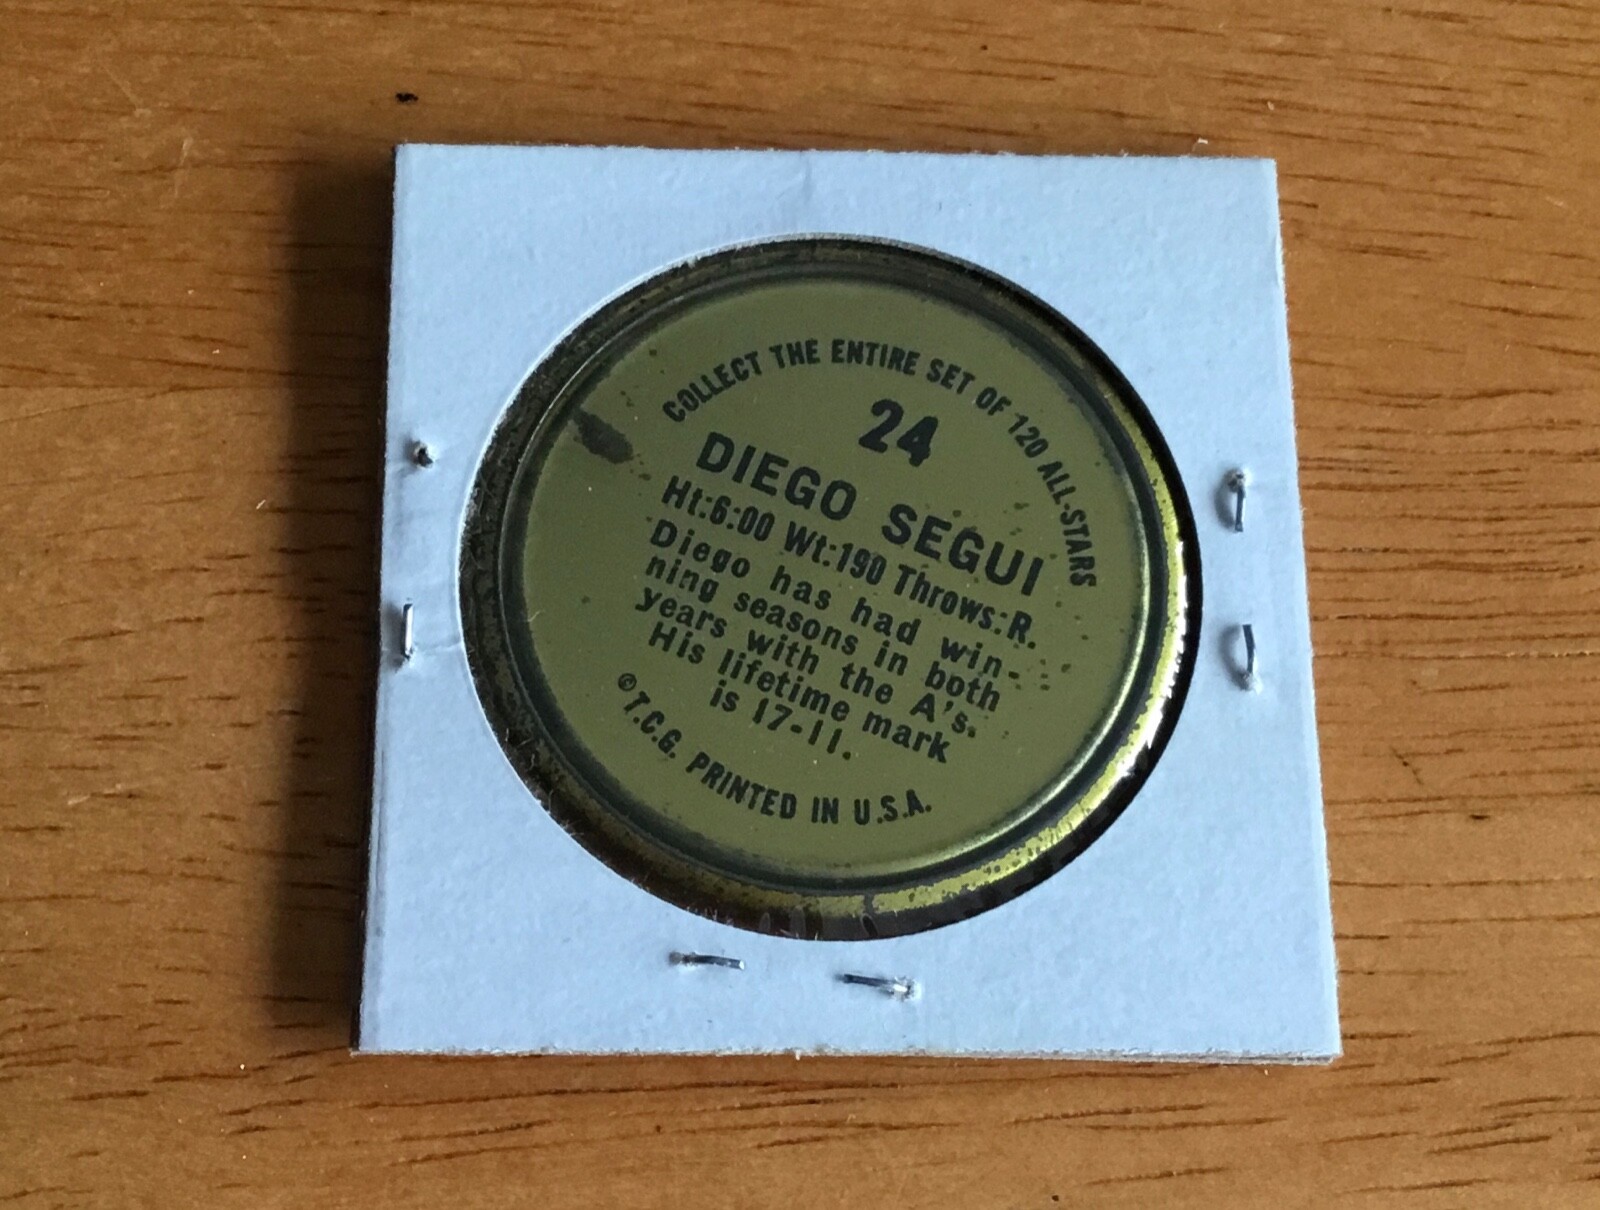 COLLECT THE ENTIRE SET OF 120 ALL-STARS
24
DIEGO SEGUI
Ht:6:00 Wt:190 Throws:R.
Diego has had win-
ning seasons in both
years with the A's.
His lifetime mark
is 17-11.
©T.C.G. PRINTED IN U.S.A.